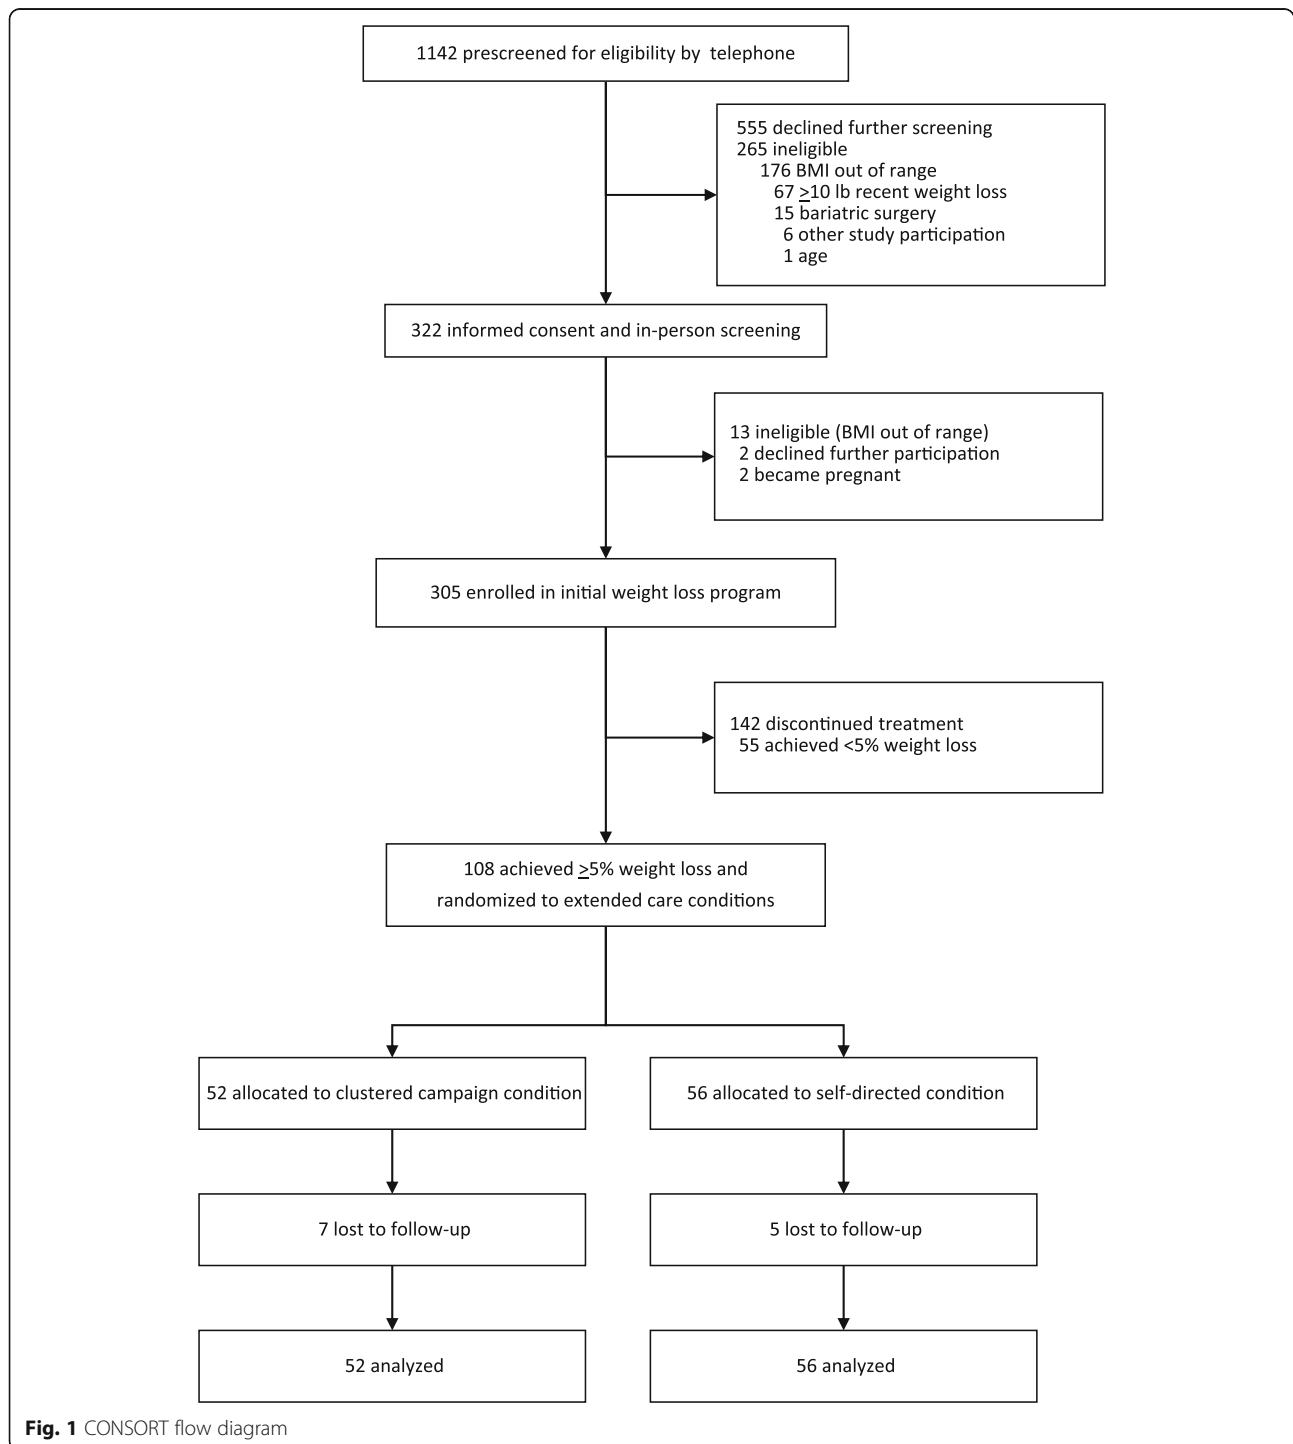 1142 prescreened for eligibility by telephone
555 declined further screening
265 ineligible
176 BMI out of range
67 ≥10 lb recent weight loss
15 bariatric surgery
6 other study participation
1 age
322 informed consent and in-person screening
13 ineligible (BMI out of range)
2 declined further participation
2 became pregnant
305 enrolled in initial weight loss program
142 discontinued treatment
55 achieved <5% weight loss
108 achieved ≥5% weight loss and
randomized to extended care conditions
52 allocated to clustered campaign condition
56 allocated to self-directed condition
7 lost to follow-up
5 lost to follow-up
52 analyzed
56 analyzed
Fig. 1 CONSORT flow diagram